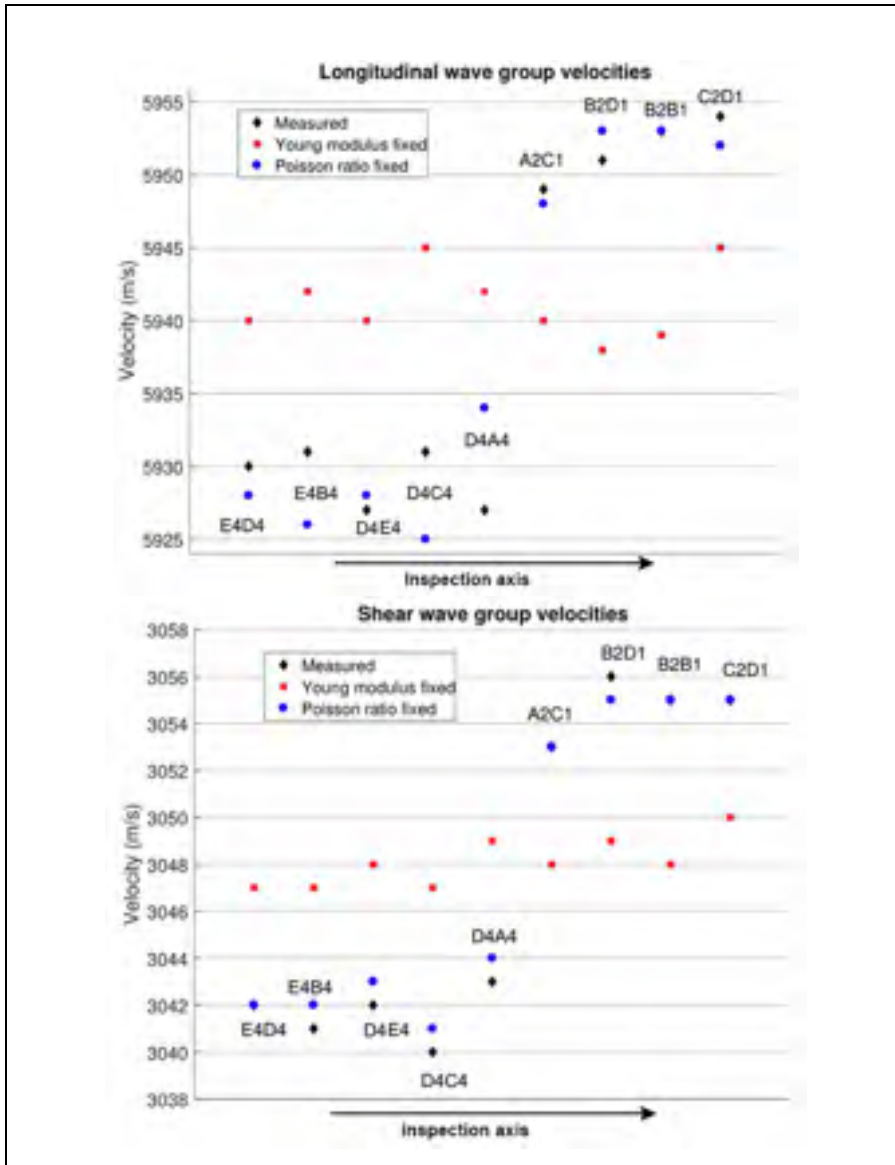 Longitudinal wave group velocities
5955
5950
5945
5940
5935
5930
5925
Velocity (m/s)
Measured
Young modulus fixed
Poisson ratio fixed
E4D4
E4B4
D4E4
D4C4
D4A4
A2C1
B2D1
B2B1
C2D1
Inspection axis
Shear wave group velocities
3058
3056
3054
3052
3050
3048
3046
3044
3042
3040
3038
Velocity (m/s)
Measured
Young modulus fixed
Poisson ratio fixed
E4D4
E4B4
D4E4
D4C4
D4A4
A2C1
B2D1
B2B1
C2D1
Inspection axis